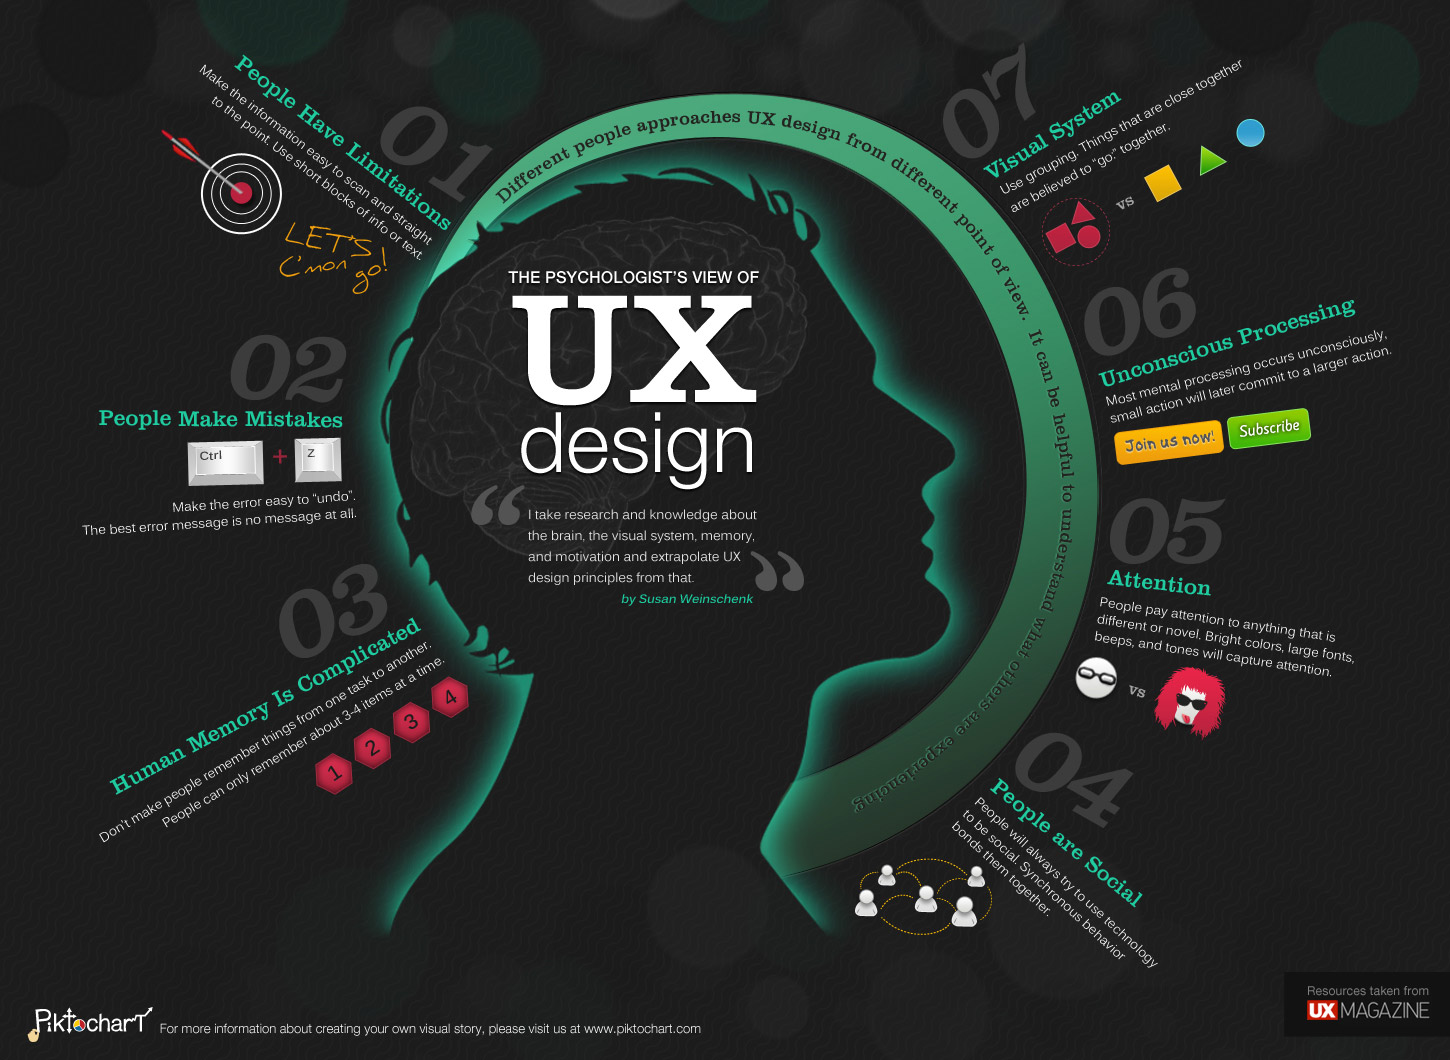 THE PSYCHOLOGIST'S VIEW OF
UX
design
“
I take research and knowledge about
the brain, the visual system, memory,
and motivation and extrapolate UX
design principles from that.
”
by Susan Weinschenk
Different people approaches UX design from different point of view. It can be helpful to understand what others are experiencing
01
People Have Limitations
Make the information easy to scan and straight
to the point. Use short blocks of info or text.
LET'S
C'mon go!
02
People Make Mistakes
Ctrl + Z
Make the error easy to “undo”.
The best error message is no message at all.
03
Human Memory Is Complicated
Don't make people remember things from one task to another.
People can only remember about 3-4 items at a time.
1 2 3 4
04
People are Social
People will always try to use technology
to be social. Synchronous behavior
bonds them together.
05
Attention
People pay attention to anything that is
different or novel. Bright colors, large fonts,
beeps, and tones will capture attention.
vs
06
Unconscious Processing
Most mental processing occurs unconsciously,
small action will later commit to a larger action.
Join us now!
Subscribe
07
Visual System
Use grouping. Things that are close together
are believed to “go” together.
vs
PiktocharT
For more information about creating your own visual story, please visit us at www.piktochart.com
Resources taken from
UX MAGAZINE